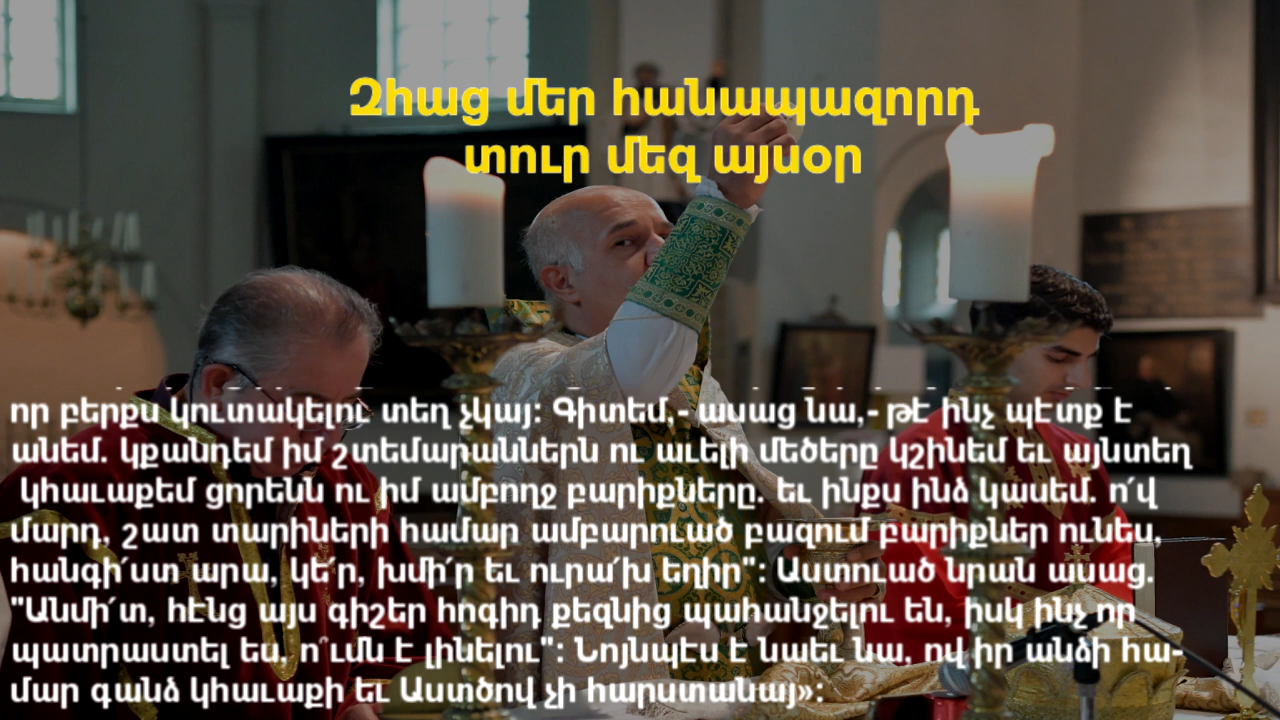 Զհաց մեր հանապազորդ
տուր մեզ այսօր
որ բերքս կուտակելու տեղ չկայ: Գիտեմ,- ասաց նա,- թէ ինչ պէտք է
անեմ. կքանդեմ իմ շտեմարաններն ու աւելի մեծերը կշինեմ եւ այնտեղ
կհաւաքեմ ցորենն ու իմ ամբողջ բարիքները. եւ ինքս ինձ կասեմ. ո՛վ
մարդ, շատ տարիների համար ամբարուած բազում բարիքներ ունես,
հանգի՛ստ արա, կե՛ր, խմի՛ր եւ ուրա՛խ եղիր": Աստուած նրան ասաց.
"Անմի՛տ, հէնց այս գիշեր հոգիդ քեզնից պահանջելու են, իսկ ինչ որ
պատրաստել ես, ո՞ւմն է լինելու": Նոյնպէս է նաեւ նա, ով իր անձի հա-
մար գանձ կհաւաքի եւ Աստծով չի հարստանայ»: